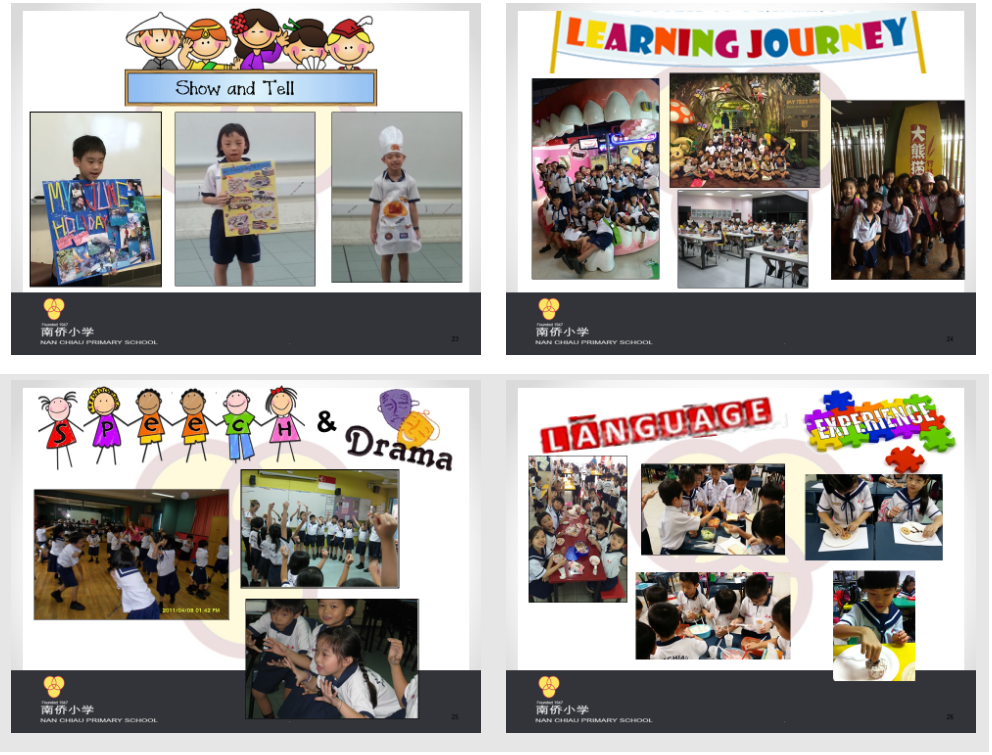 Show and Tell
MY JUNE
HOLIDAY
Founded 1947
南侨小学
NAN CHIAU PRIMARY SCHOOL
23
LEARNING JOURNEY
大熊猫
Founded 1947
南侨小学
NAN CHIAU PRIMARY SCHOOL
24
SPEECH & Drama
2011/04/08 01:42 PM
Founded 1947
南侨小学
NAN CHIAU PRIMARY SCHOOL
25
LANGUAGE EXPERIENCE
Founded 1947
南侨小学
NAN CHIAU PRIMARY SCHOOL
26